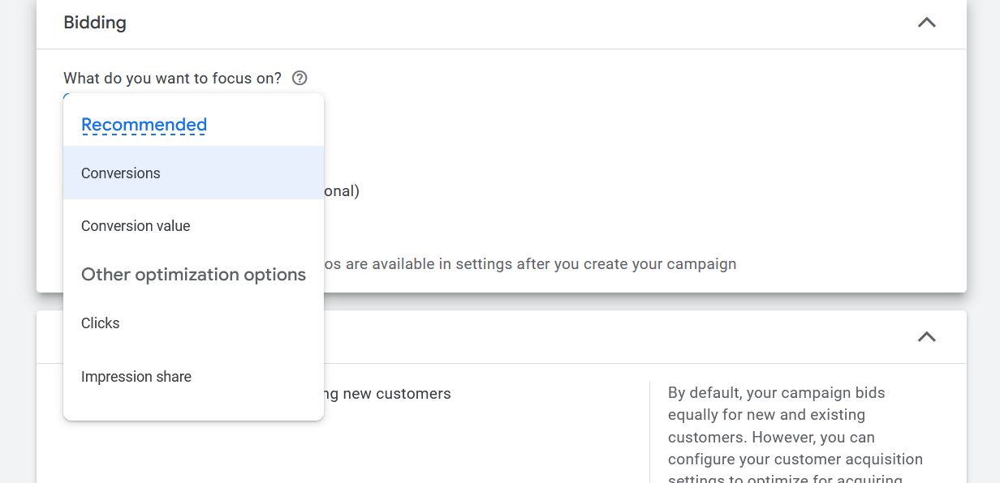 Bidding
What do you want to focus on?
Recommended
Conversions
onal)
Conversion value
os are available in settings after you create your campaign
Other optimization options
Clicks
Impression share
ng new customers
By default, your campaign bids
equally for new and existing
customers. However, you can
configure your customer acquisition
settings to optimize for acquiring